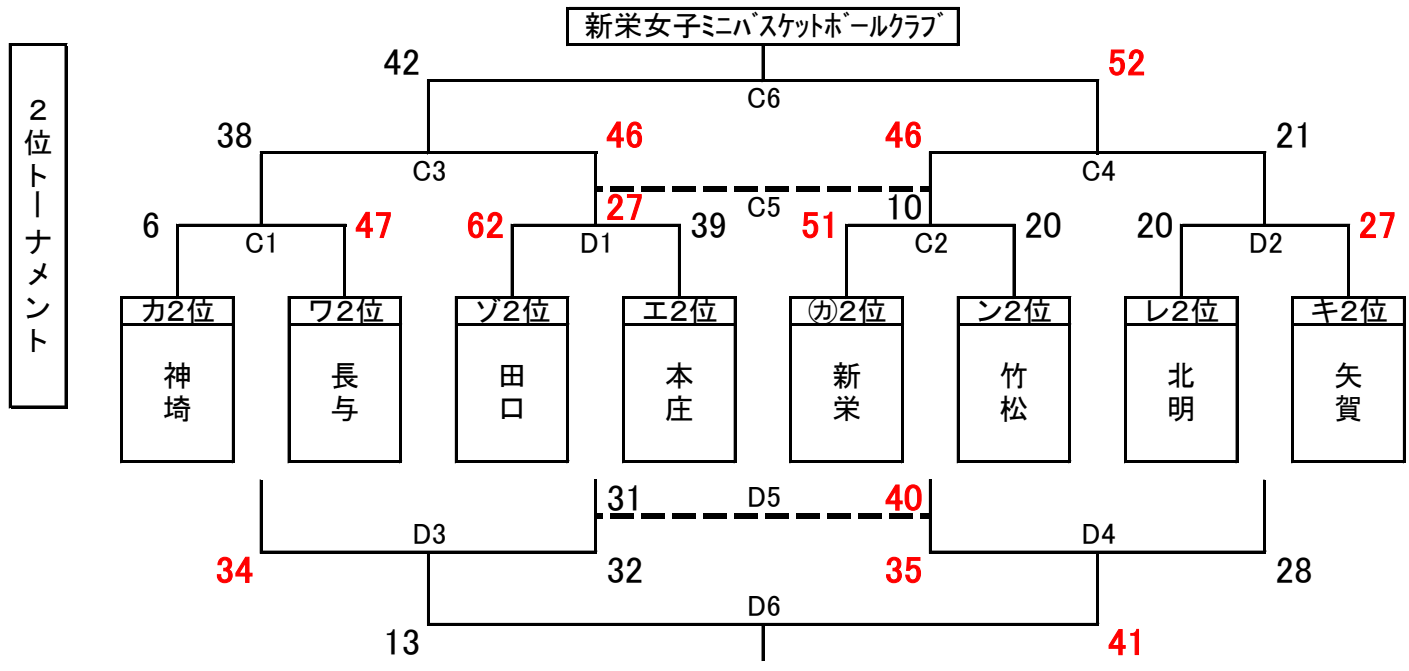 新栄女子ミニバスケットボールクラブ
42 52
C6
2位トーナメント
38 46 46 21
C3 C4
C5
6 47 62 27 39 51 10 20 20 27
C1 D1 C2 D2
カ2位 ワ2位 ゾ2位 エ2位 ㋕2位 ン2位 レ2位 キ2位
神埼 長与 田口 本庄 新栄 竹松 北明 矢賀
31 D5 40
D3 D4
34 32 35 28
D6
13 41